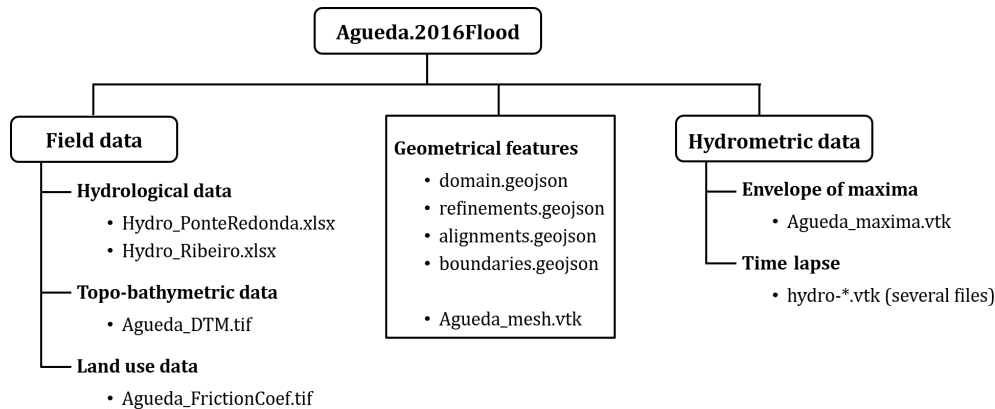 Agueda.2016Flood
Field data
Hydrological data
• Hydro_PonteRedonda.xlsx
• Hydro_Ribeiro.xlsx
Topo-bathymetric data
• Agueda_DTM.tif
Land use data
• Agueda_FrictionCoef.tif
Geometrical features
• domain.geojson
• refinements.geojson
• alignments.geojson
• boundaries.geojson
• Agueda_mesh.vtk
Hydrometric data
Envelope of maxima
• Agueda_maxima.vtk
Time lapse
• hydro-*.vtk (several files)